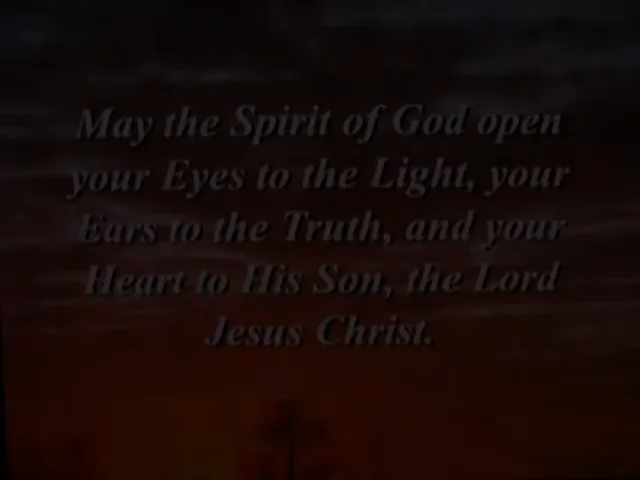 May the Spirit of God open
your Eyes to the Light, your
Ears to the Truth, and your
Heart to His Son, the Lord
Jesus Christ.